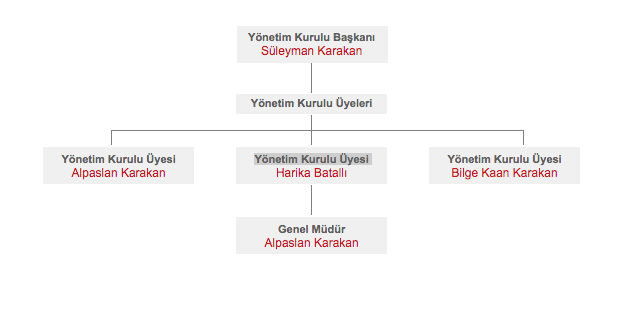 Yönetim Kurulu Başkanı
Süleyman Karakan
Yönetim Kurulu Üyeleri
Yönetim Kurulu Üyesi
Alpaslan Karakan
Yönetim Kurulu Üyesi
Harika Batallı
Yönetim Kurulu Üyesi
Bilge Kaan Karakan
Genel Müdür
Alpaslan Karakan